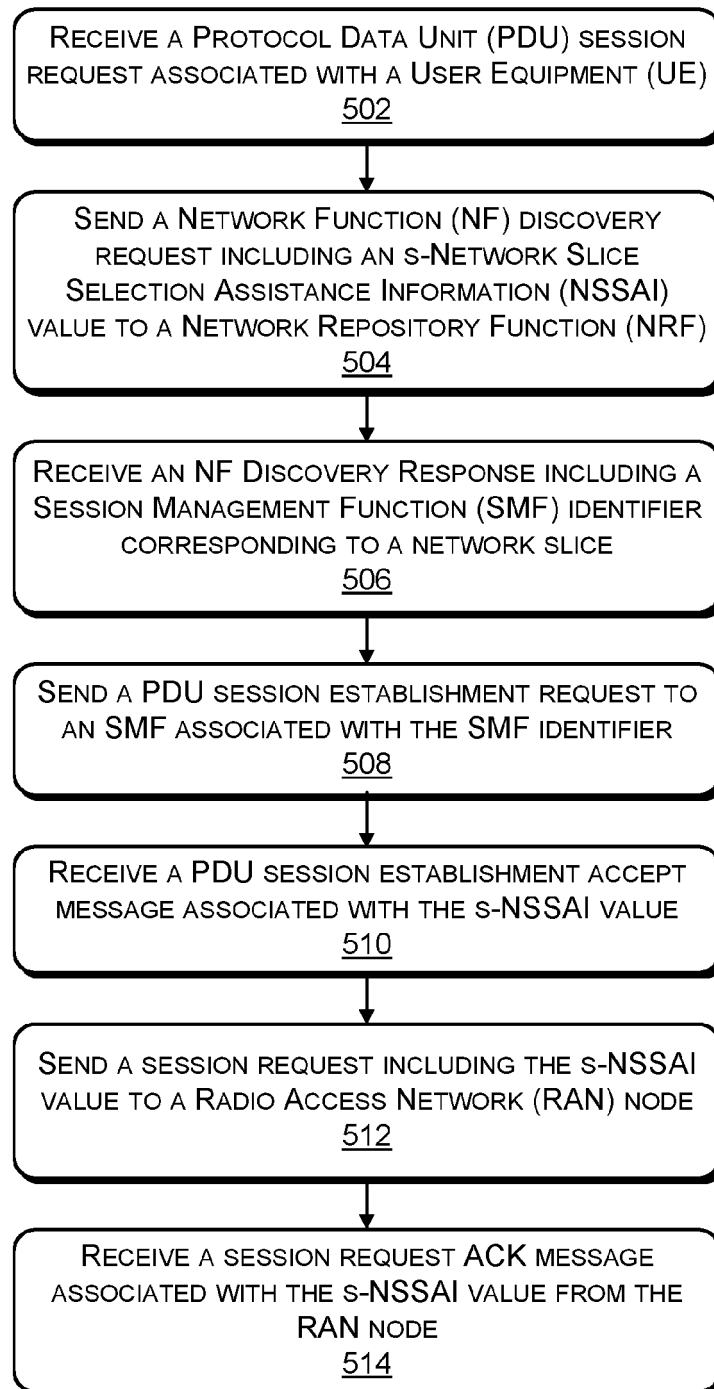 RECEIVE A PROTOCOL DATA UNIT (PDU) SESSION
REQUEST ASSOCIATED WITH A USER EQUIPMENT (UE)
502
SEND A NETWORK FUNCTION (NF) DISCOVERY
REQUEST INCLUDING AN S-NETWORK SLICE
SELECTION ASSISTANCE INFORMATION (NSSAI)
VALUE TO A NETWORK REPOSITORY FUNCTION (NRF)
504
RECEIVE AN NF DISCOVERY RESPONSE INCLUDING A
SESSION MANAGEMENT FUNCTION (SMF) IDENTIFIER
CORRESPONDING TO A NETWORK SLICE
506
SEND A PDU SESSION ESTABLISHMENT REQUEST TO
AN SMF ASSOCIATED WITH THE SMF IDENTIFIER
508
RECEIVE A PDU SESSION ESTABLISHMENT ACCEPT
MESSAGE ASSOCIATED WITH THE S-NSSAI VALUE
510
SEND A SESSION REQUEST INCLUDING THE S-NSSAI
VALUE TO A RADIO ACCESS NETWORK (RAN) NODE
512
RECEIVE A SESSION REQUEST ACK MESSAGE
ASSOCIATED WITH THE S-NSSAI VALUE FROM THE
RAN NODE
514